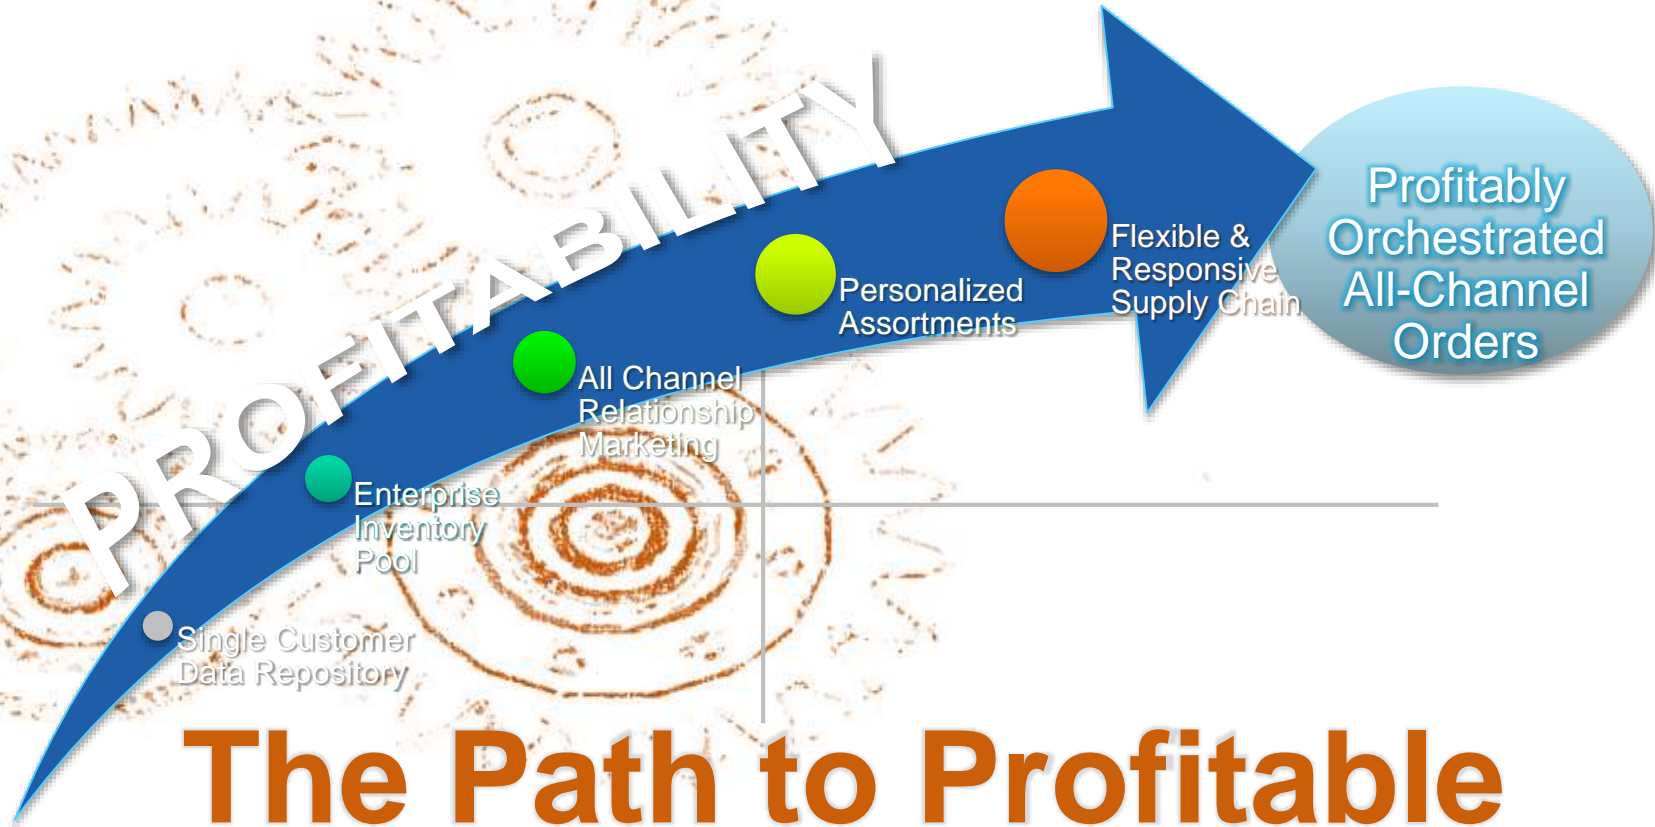 PROFITABILITY
Profitably
Orchestrated
All-Channel
Orders
Flexible &
Responsive
Supply Chain
Personalized
Assortments
All Channel
Relationship
Marketing
Enterprise
Inventory
Pool
Single Customer
Data Repository
The Path to Profitable